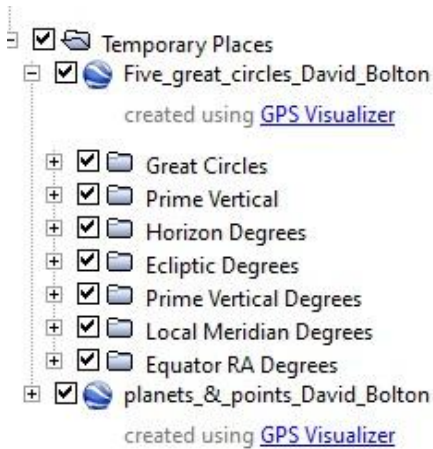 Temporary Places
Five_great_circles_David_Bolton
created using GPS Visualizer
Great Circles
Prime Vertical
Horizon Degrees
Ecliptic Degrees
Prime Vertical Degrees
Local Meridian Degrees
Equator RA Degrees
planets_&_points_David_Bolton
created using GPS Visualizer